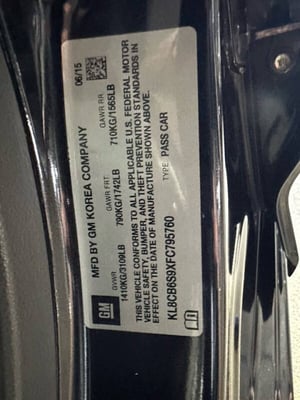 MFD BY GM KOREA COMPANY 06/15
GVWR GAWR FRT: GAWR RR
1410KG/3109LB 790KG/1742LB 710KG/1565LB
THIS VEHICLE CONFORMS TO ALL APPLICABLE U.S. FEDERAL MOTOR
VEHICLE SAFETY, BUMPER, AND THEFT PREVENTION STANDARDS IN
EFFECT ON THE DATE OF MANUFACTURE SHOWN ABOVE.
KL8CB6S9XFC795760 TYPE: PASS CAR
GM